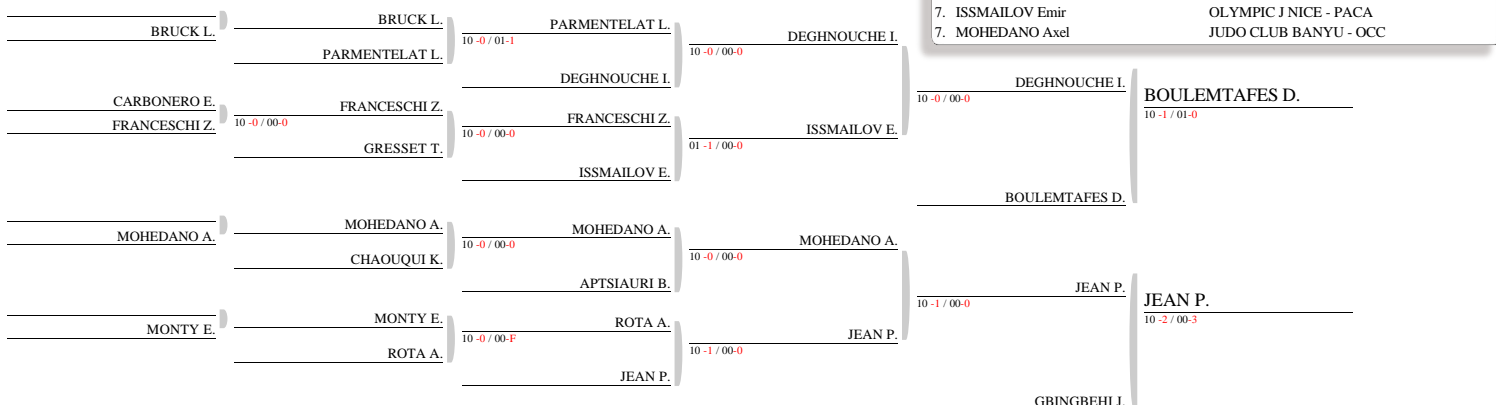 7. ISSMAILOV Emir OLYMPIC J NICE - PACA
7. MOHEDANO Axel JUDO CLUB BANYU - OCC
BRUCK L.
BRUCK L.
PARMENTELAT L.
PARMENTELAT L.
10 -0 / 01-1
DEGHNOUCHE I.
DEGHNOUCHE I.
10 -0 / 00-0
CARBONERO E.
FRANCESCHI Z.
FRANCESCHI Z.
10 -0 / 00-0
GRESSET T.
FRANCESCHI Z.
10 -0 / 00-0
ISSMAILOV E.
ISSMAILOV E.
01 -1 / 00-0
DEGHNOUCHE I.
10 -0 / 00-0
BOULEMTAFES D.
BOULEMTAFES D.
10 -1 / 01-0
MOHEDANO A.
MOHEDANO A.
CHAOUQUI K.
MOHEDANO A.
10 -0 / 00-0
APTSIAURI B.
MOHEDANO A.
10 -0 / 00-0
MONTY E.
MONTY E.
ROTA A.
ROTA A.
10 -0 / 00-F
JEAN P.
JEAN P.
10 -1 / 00-0
JEAN P.
10 -1 / 00-0
GBINGBEHI J.
JEAN P.
10 -2 / 00-3